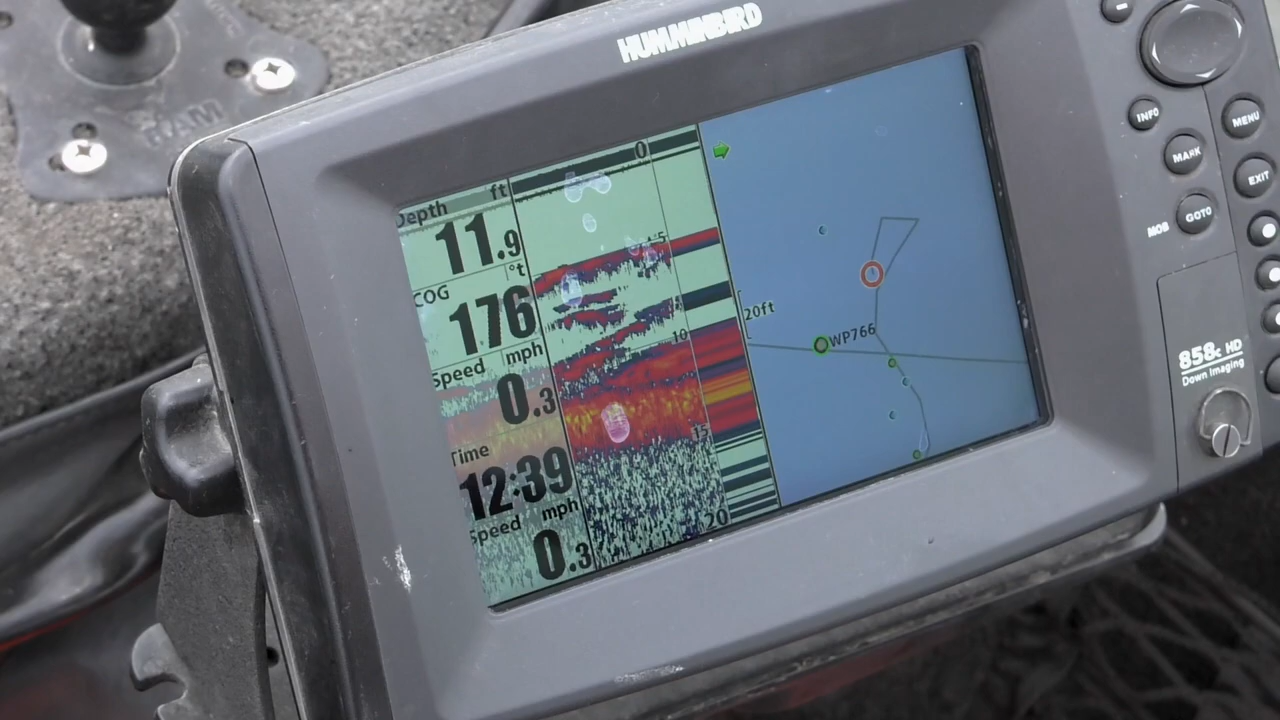 HUMMINBIRD
RAM
Depth ft
11.9
COG °t
176
Speed mph
0.3
Time
12:39
Speed mph
0.3
0
5
10
15
20
20ft
WP766
INFO
MENU
MARK
EXIT
MOB GOTO
858c HD
Down Imaging